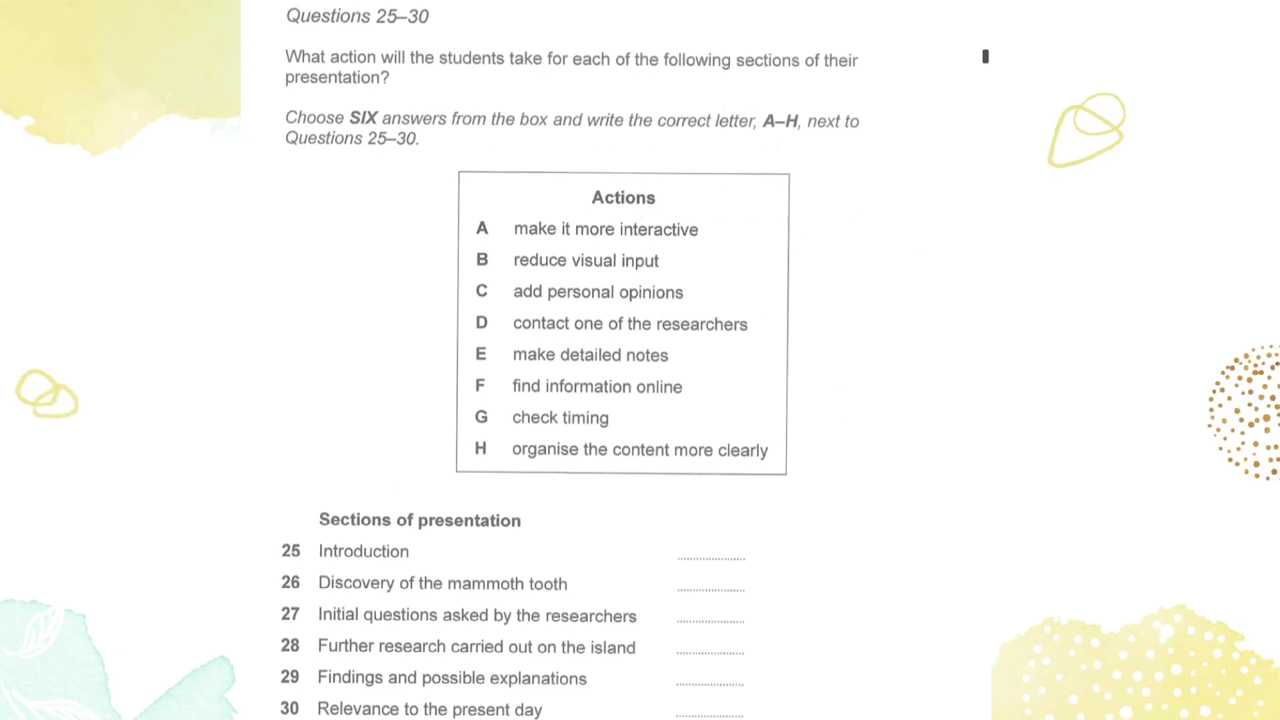 Questions 25–30
What action will the students take for each of the following sections of their
presentation?
Choose SIX answers from the box and write the correct letter, A–H, next to
Questions 25–30.
Actions
A make it more interactive
B reduce visual input
C add personal opinions
D contact one of the researchers
E make detailed notes
F find information online
G check timing
H organise the content more clearly
Sections of presentation
25 Introduction ......................
26 Discovery of the mammoth tooth ......................
27 Initial questions asked by the researchers ......................
28 Further research carried out on the island ......................
29 Findings and possible explanations ......................
30 Relevance to the present day ......................